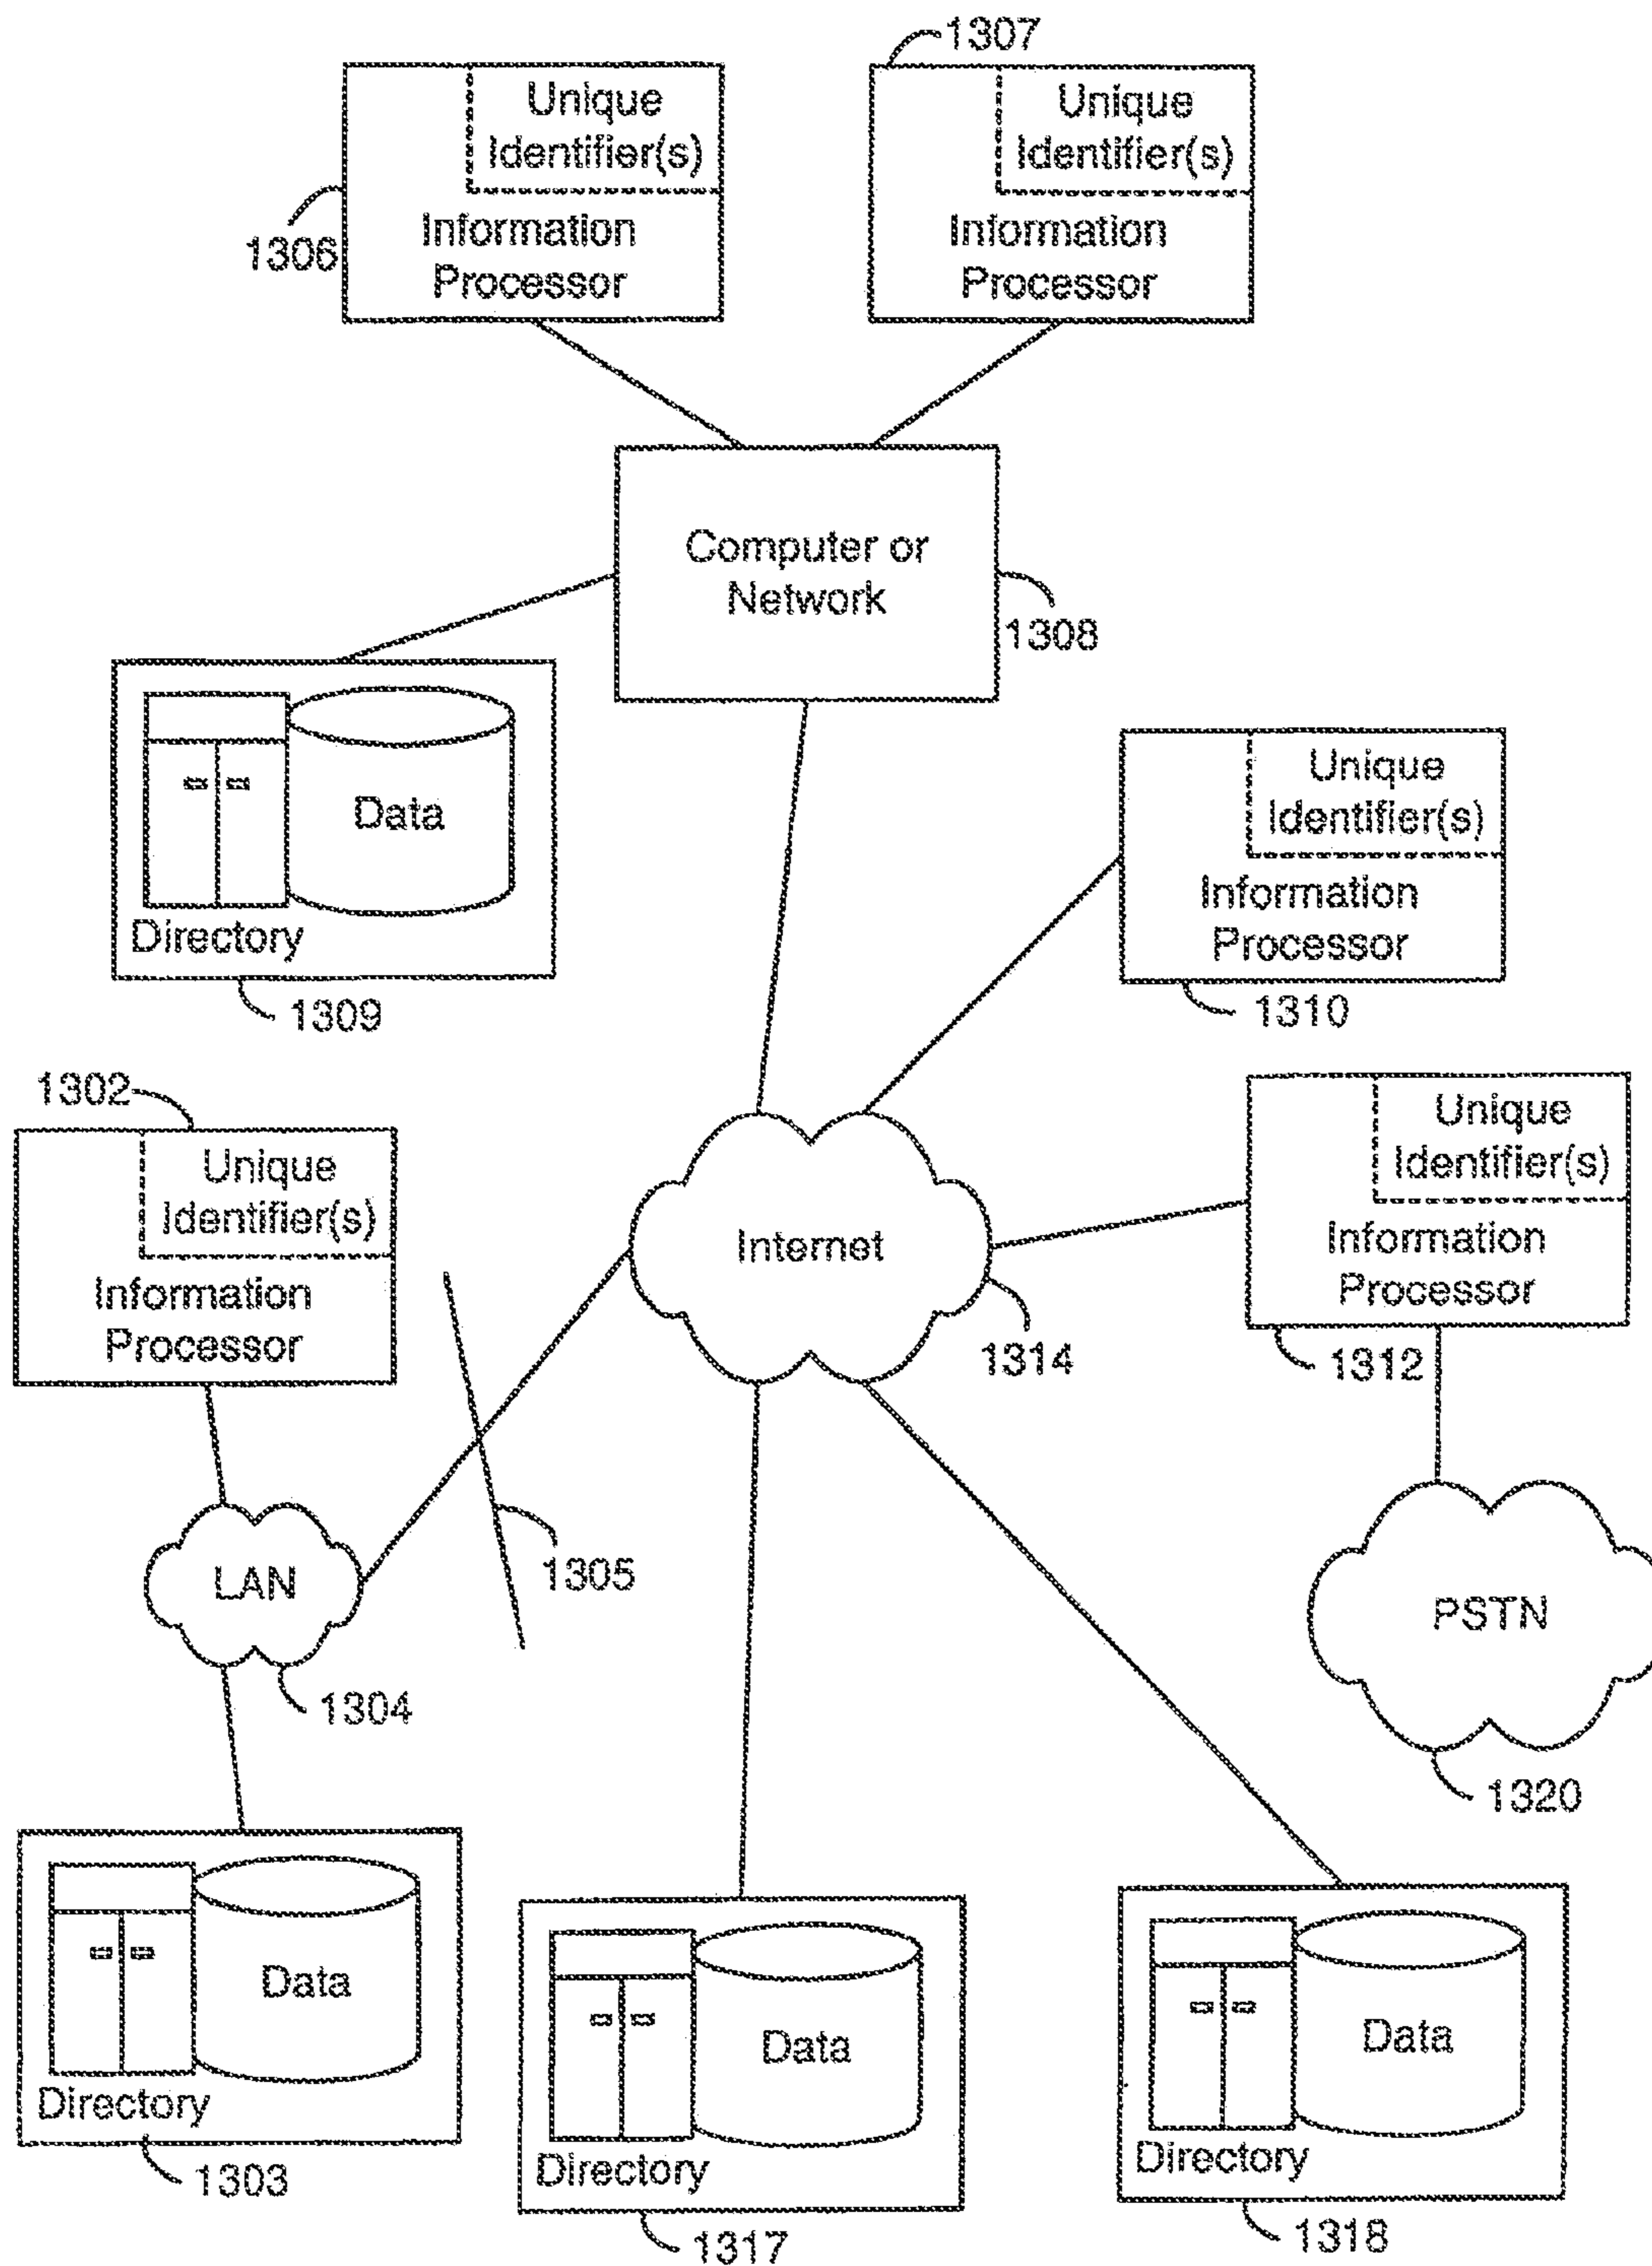 1307
Unique
Identifier(s)
Information
Processor
1306
Unique
Identifier(s)
Information
Processor
Computer or
Network
1308
Data
Directory
1309
Unique
Identifier(s)
Information
Processor
1310
1302
Unique
Identifier(s)
Information
Processor
Internet
1314
Unique
Identifier(s)
Information
Processor
1312
LAN
1305
1304
PSTN
1320
Data
Directory
1303
Data
Directory
1317
Data
Directory
1318